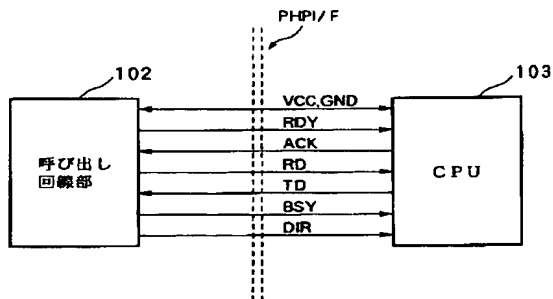 PHPI/F
102
103
呼び出し
回線部
VCC,GND
RDY
ACK
RD
TD
BSY
DIR
CPU